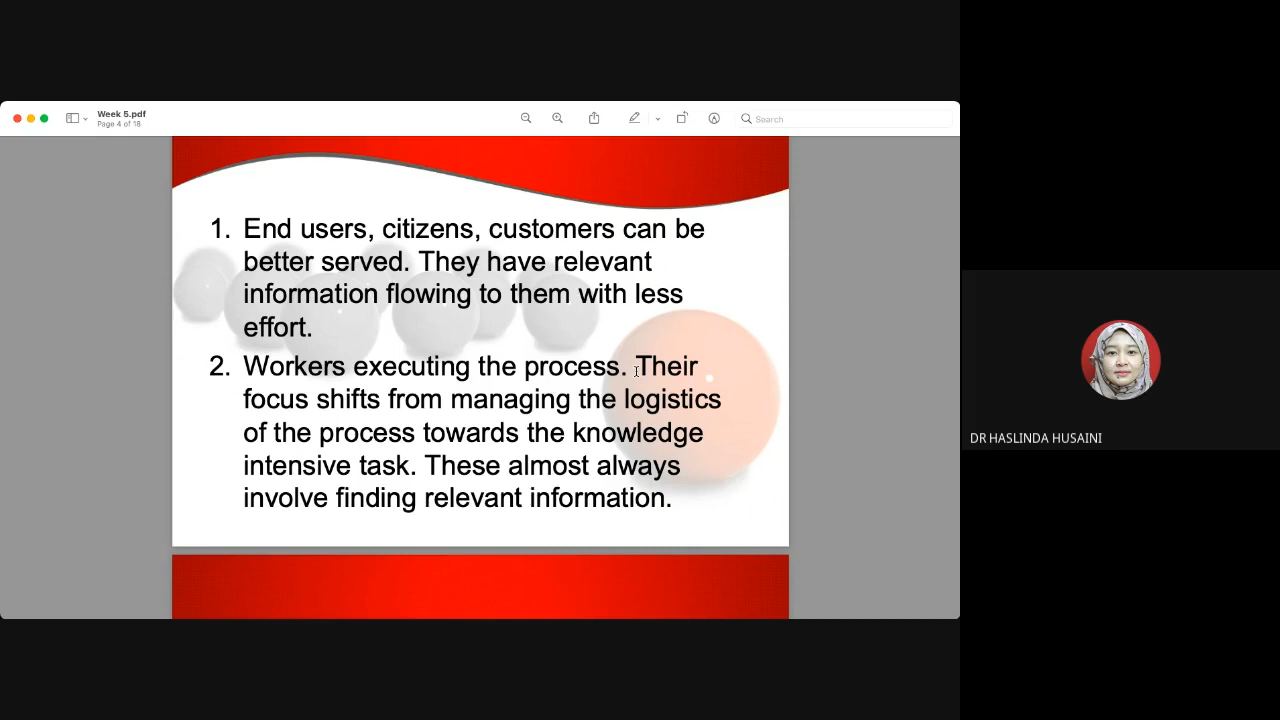 Week 5.pdf
Page 4 of 18
Search
1. End users, citizens, customers can be
better served. They have relevant
information flowing to them with less
effort.
2. Workers executing the process. Their
focus shifts from managing the logistics
of the process towards the knowledge
intensive task. These almost always
involve finding relevant information.
DR HASLINDA HUSAINI